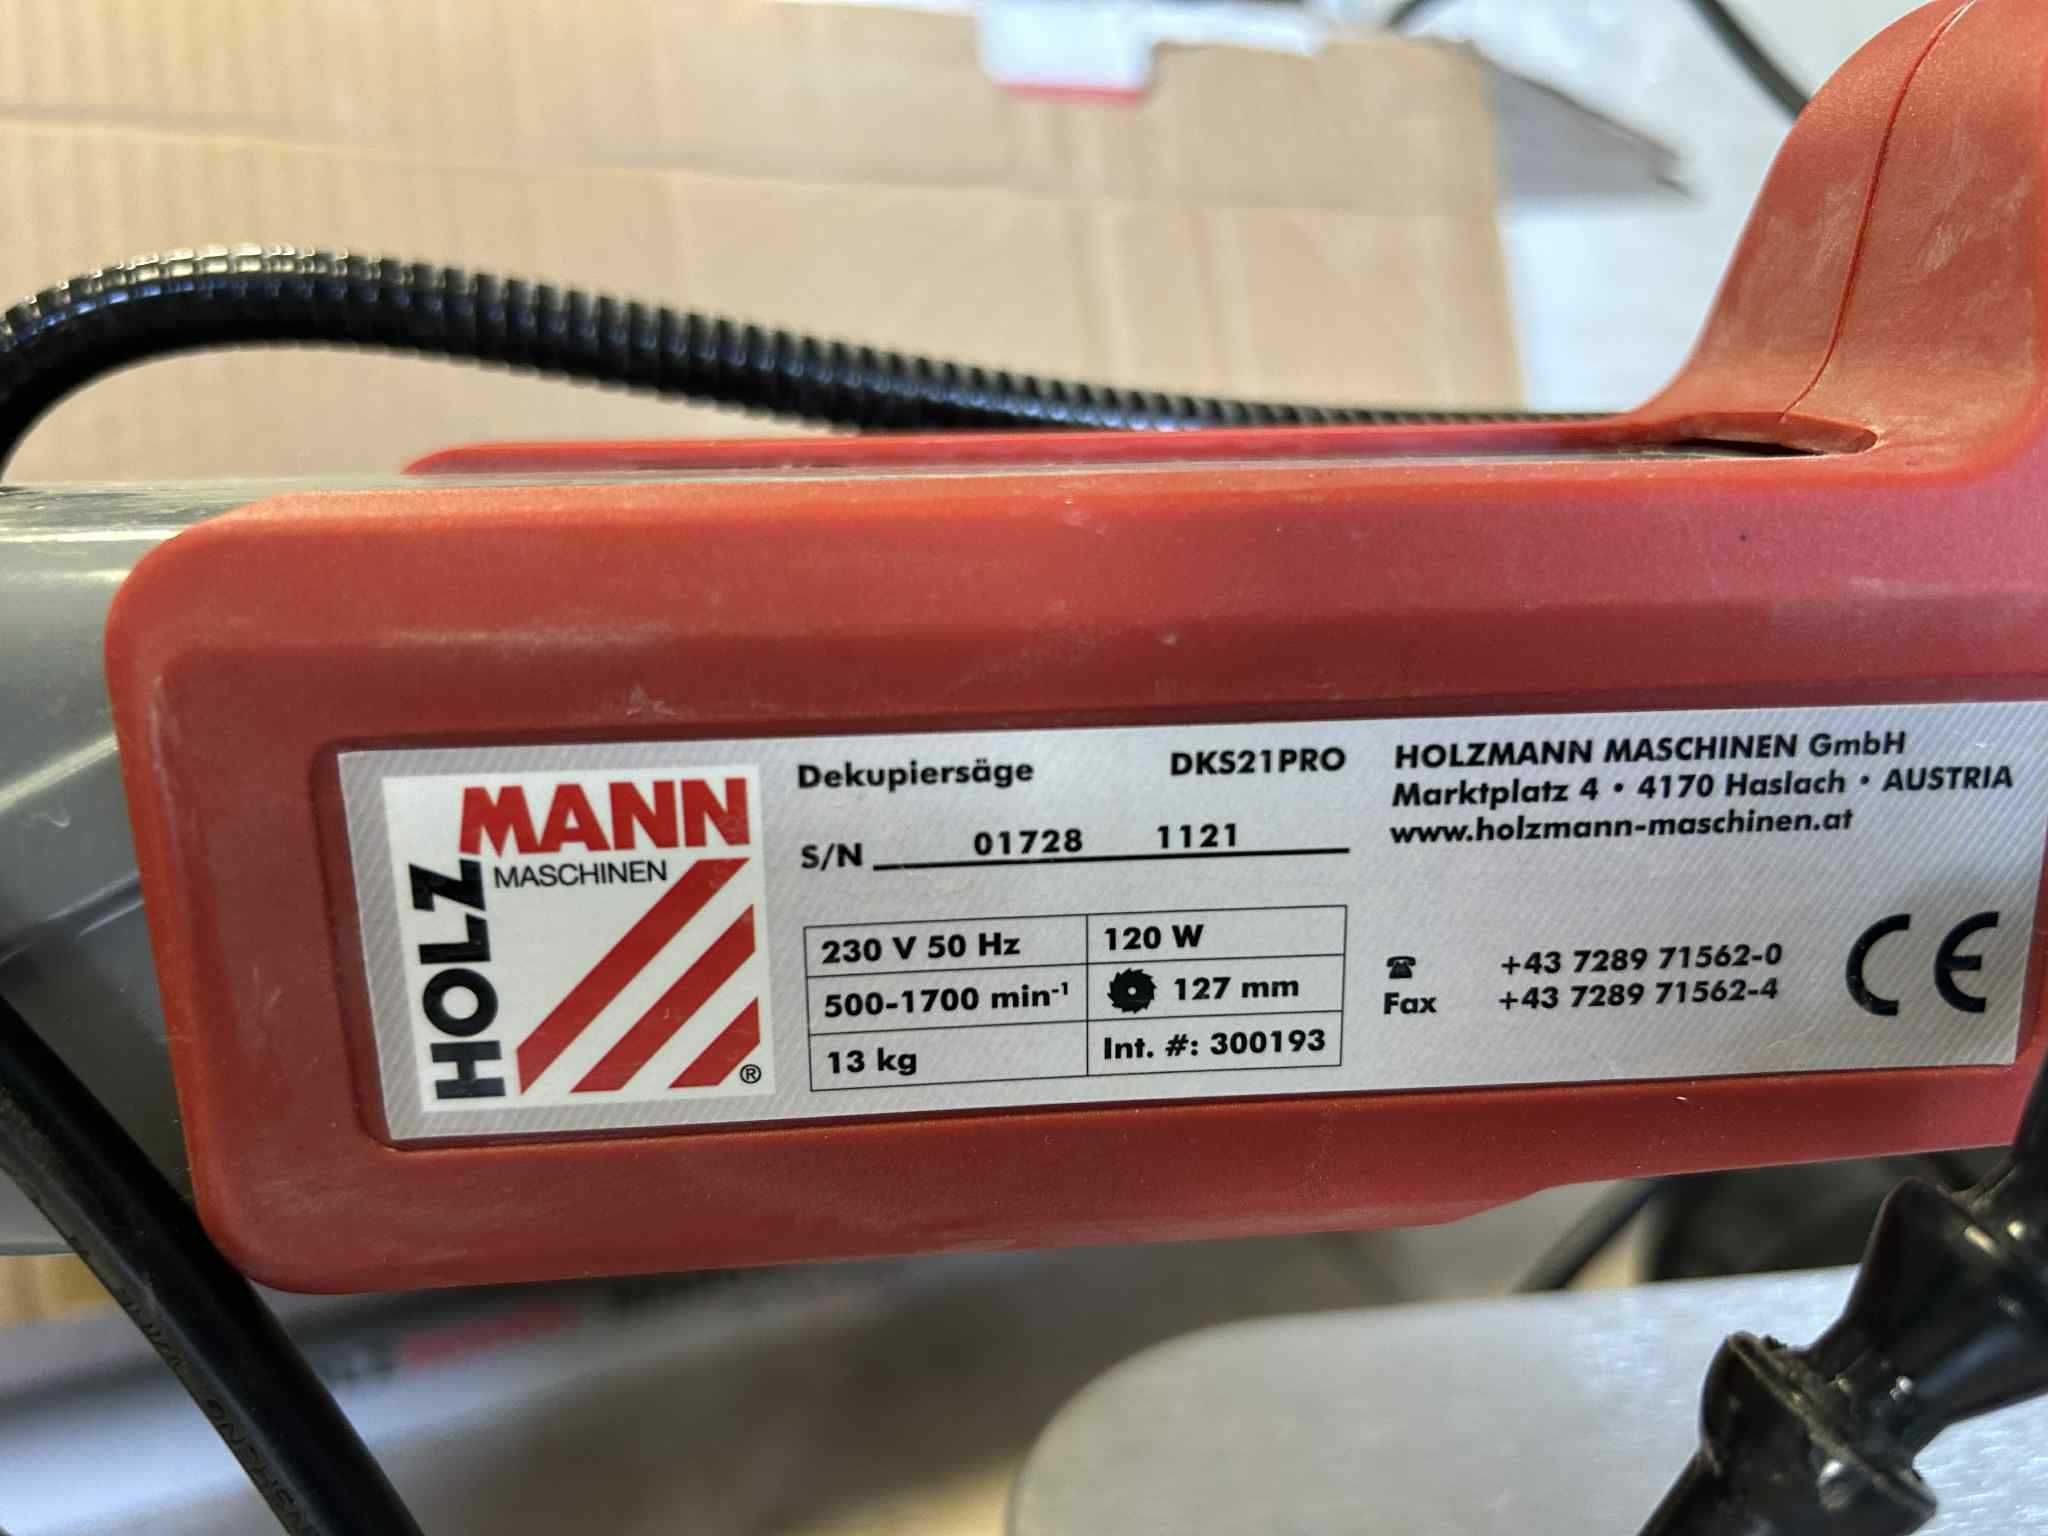 HOLZ
MANN
MASCHINEN
®
Dekupiersäge DKS21PRO
S/N 01728 1121
230 V 50 Hz 120 W
500-1700 min⁻¹ 127 mm
13 kg Int. #: 300193
HOLZMANN MASCHINEN GmbH
Marktplatz 4 • 4170 Haslach • AUSTRIA
www.holzmann-maschinen.at
☎ +43 7289 71562-0
Fax +43 7289 71562-4
CE